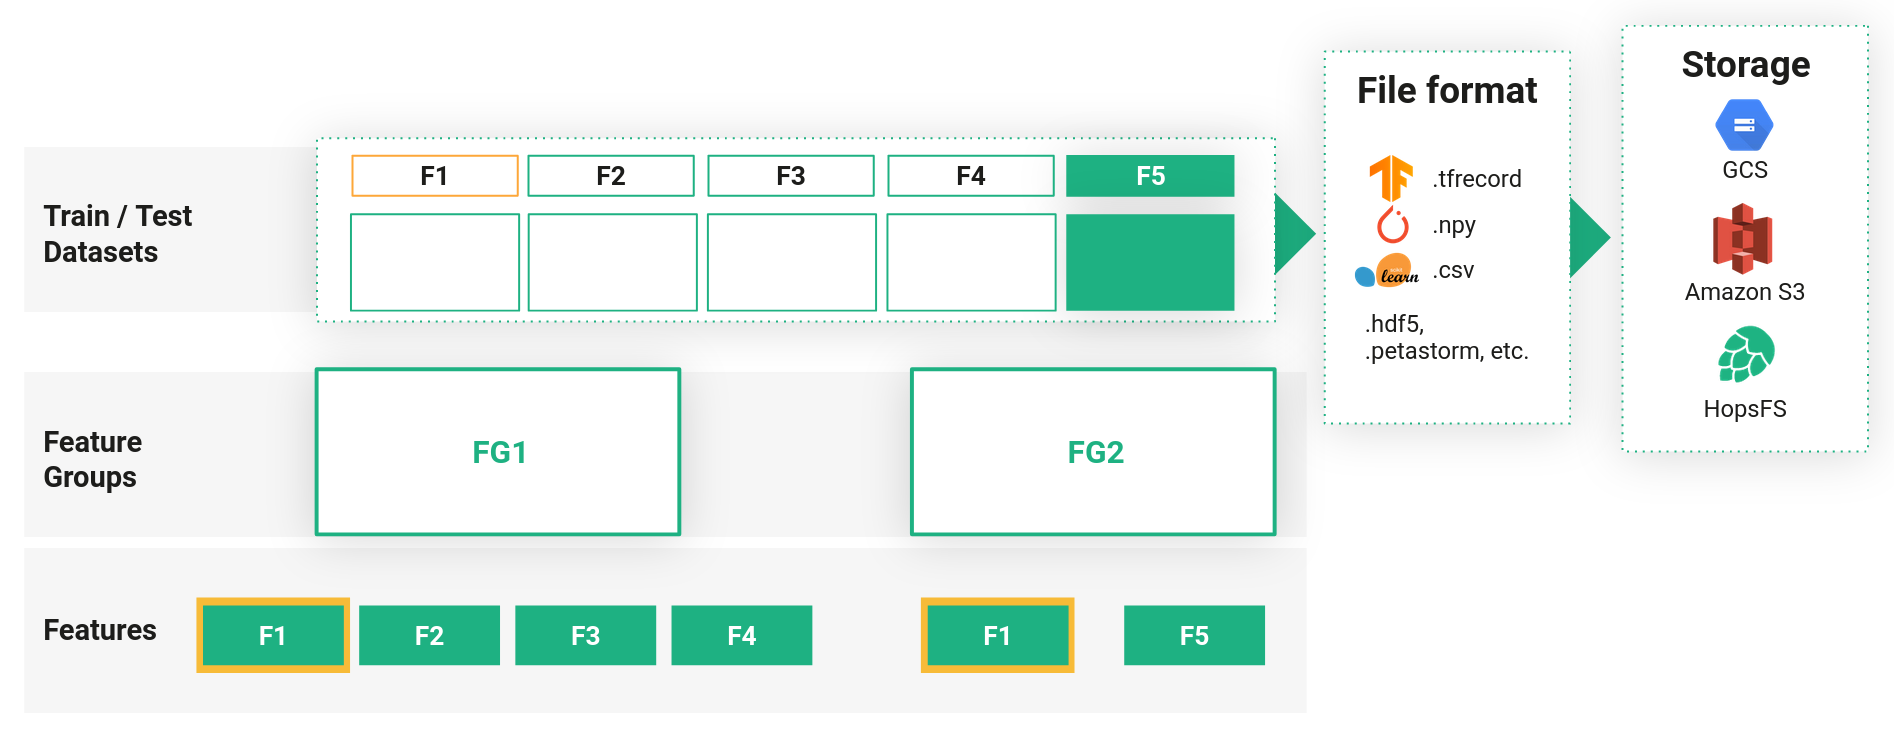 Train / Test
Datasets
F1
F2
F3
F4
F5
Feature
Groups
FG1
FG2
Features
F1
F2
F3
F4
F1
F5
File format
.tfrecord
.npy
learn
.csv
.hdf5,
.petastorm, etc.
Storage
GCS
Amazon S3
HopsFS